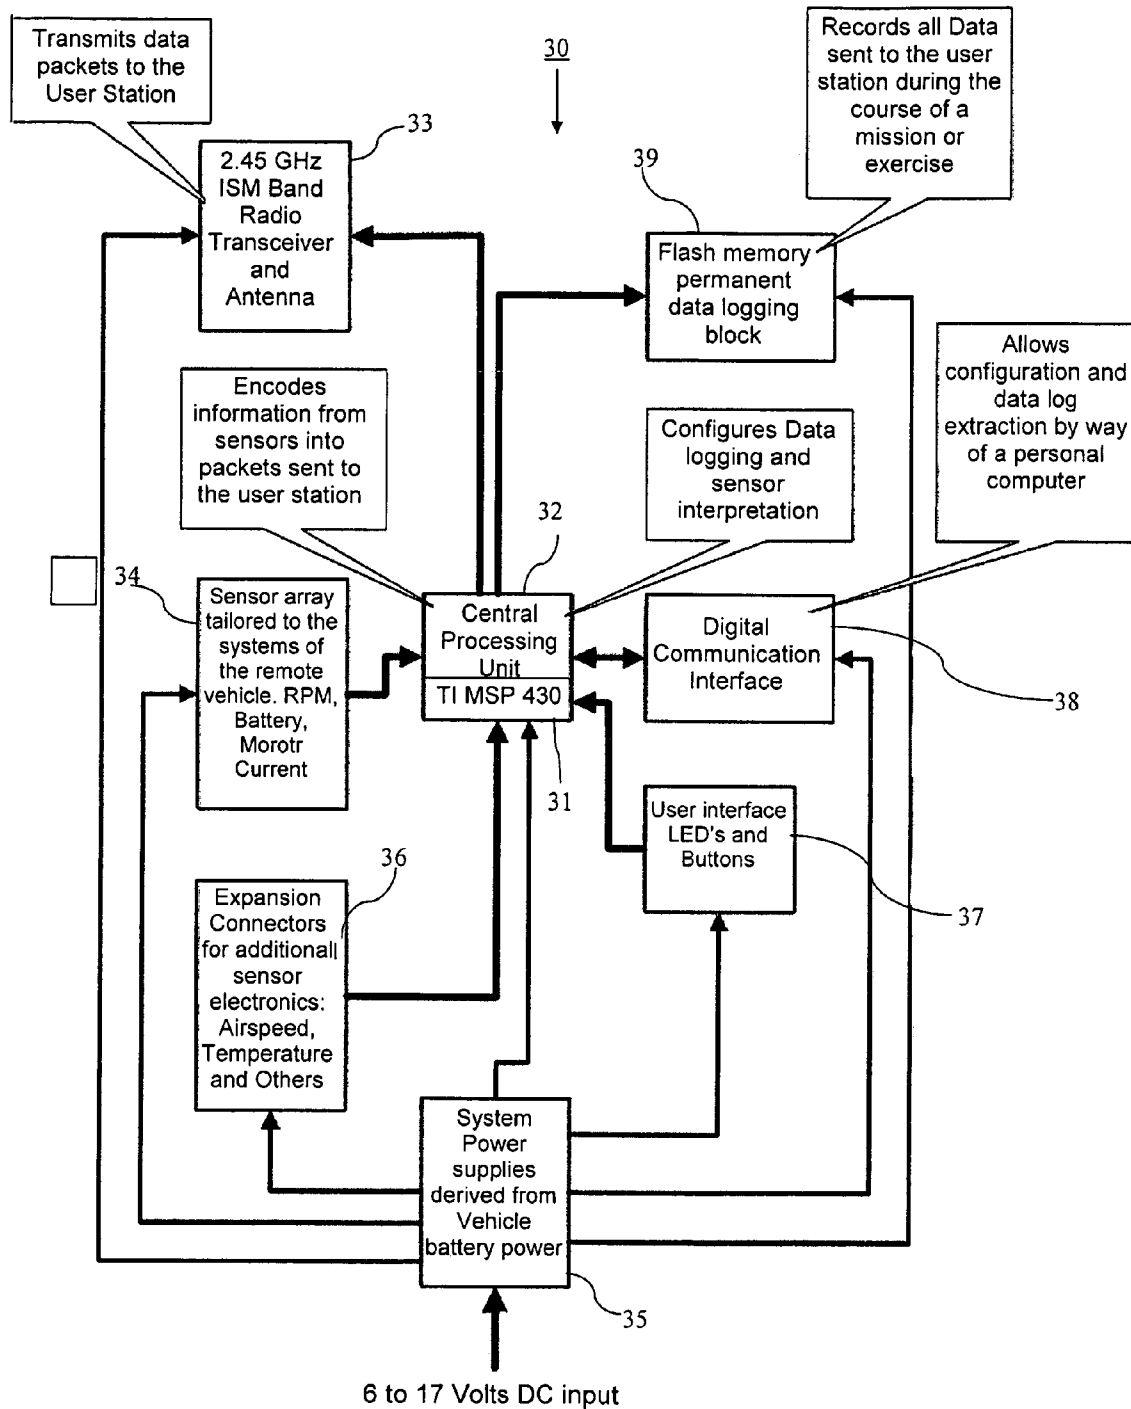 Transmits data
packets to the
User Station
30
Records all Data
sent to the user
station during the
course of a
mission or
exercise
33
2.45 GHz
ISM Band
Radio
Transceiver
and
Antenna
39
Flash memory
permanent
data logging
block
Allows
configuration and
data log
extraction by way
of a personal
computer
Encodes
information from
sensors into
packets sent to
the user station
Configures Data
logging and
sensor
interpretation
32
34
Sensor array
tailored to the
systems of
the remote
vehicle. RPM,
Battery,
Morotr
Current
Central
Processing
Unit
TI MSP 430
31
Digital
Communication
Interface
38
User interface
LED's and
Buttons
37
36
Expansion
Connectors
for additionall
sensor
electronics:
Airspeed,
Temperature
and Others
System
Power
supplies
derived from
Vehicle
battery power
35
6 to 17 Volts DC input